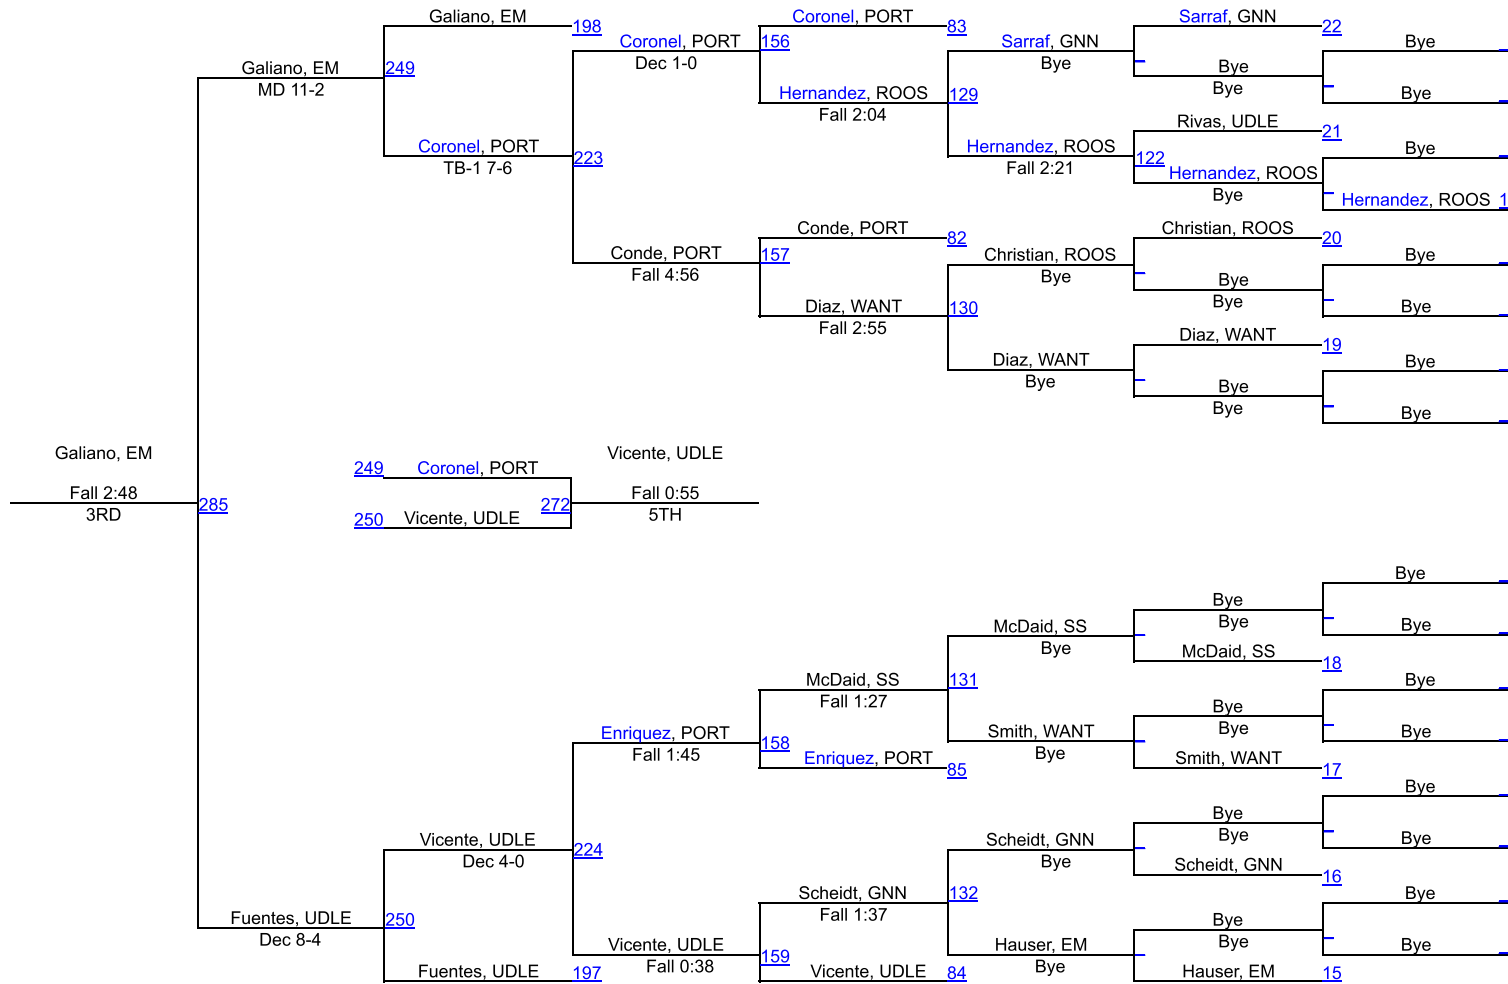 Galiano, EM
198
Coronel, PORT
83
Sarraf, GNN
22
Coronel, PORT
156
Sarraf, GNN
Bye
Dec 1-0
Bye
Galiano, EM
249
Bye
MD 11-2
Bye
Hernandez, ROOS
129
Bye
Fall 2:04
Rivas, UDLE
21
Coronel, PORT
223
Hernandez, ROOS
122
Bye
TB-1 7-6
Fall 2:21
Hernandez, ROOS
Bye
Hernandez, ROOS 1
Conde, PORT
82
Christian, ROOS
20
Conde, PORT
157
Christian, ROOS
Bye
Fall 4:56
Bye
Bye
Bye
Diaz, WANT
130
Bye
Fall 2:55
Diaz, WANT
19
Diaz, WANT
Bye
Bye
Bye
Bye
Bye
Galiano, EM
Vicente, UDLE
249
Coronel, PORT
Fall 2:48
285
272
Fall 0:55
3RD
5TH
250
Vicente, UDLE
Bye
Bye
McDaid, SS
Bye
Bye
Bye
McDaid, SS
18
McDaid, SS
131
Bye
Fall 1:27
Bye
Enriquez, PORT
158
Smith, WANT
Bye
Bye
Fall 1:45
Bye
Enriquez, PORT
85
Smith, WANT
17
Bye
Bye
Vicente, UDLE
224
Scheidt, GNN
Bye
Bye
Dec 4-0
Bye
Scheidt, GNN
16
Scheidt, GNN
132
Bye
Fall 1:37
Fuentes, UDLE
250
Bye
Dec 8-4
Bye
Vicente, UDLE
159
Hauser, EM
Bye
Fall 0:38
Bye
Fuentes, UDLE
197
Vicente, UDLE
84
Hauser, EM
15